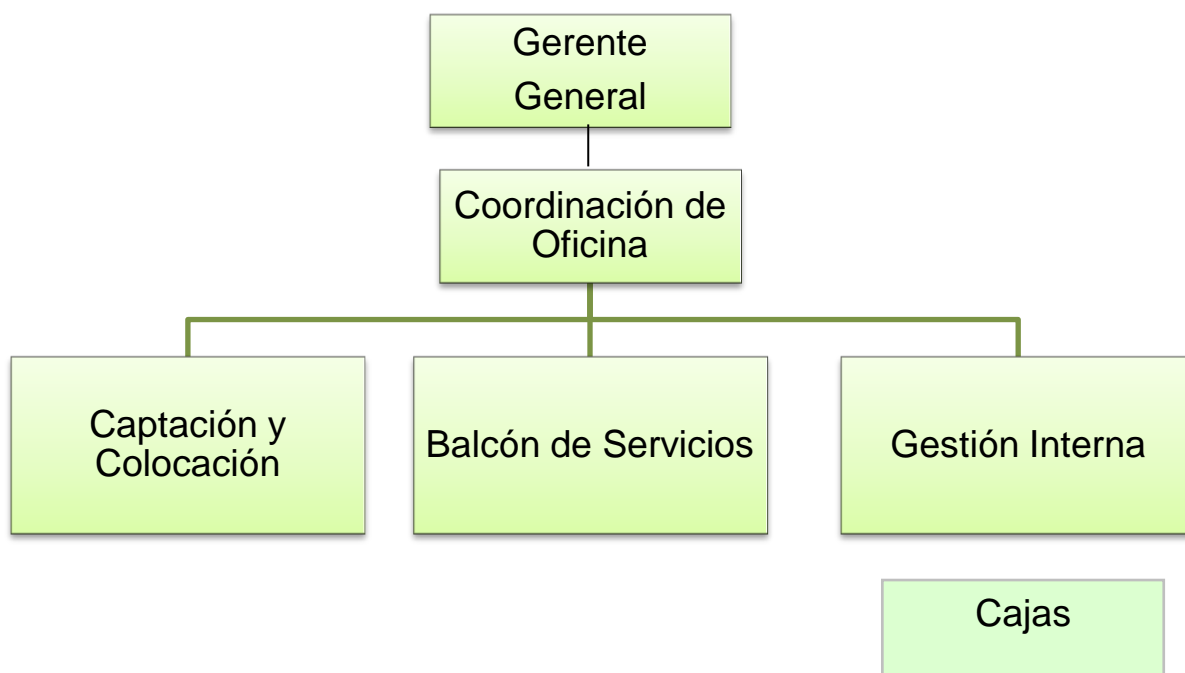 Gerente
General
Coordinación de
Oficina
Captación y
Colocación
Balcón de Servicios
Gestión Interna
Cajas